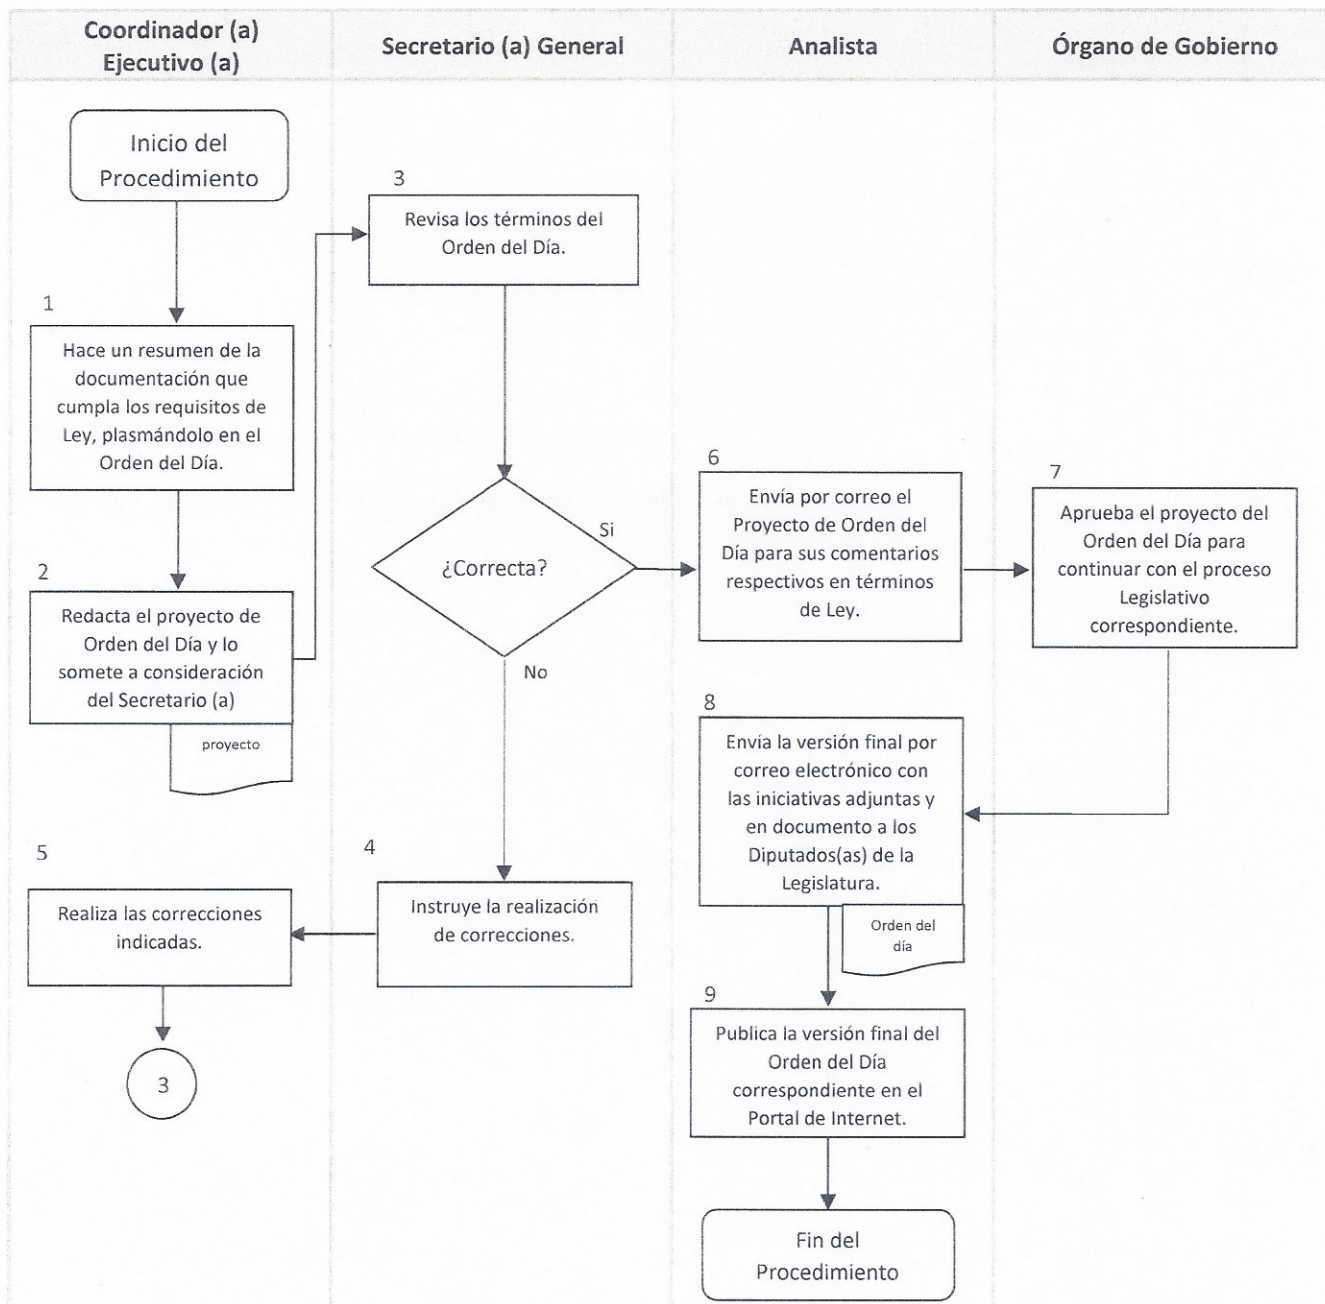 Coordinador (a)
Ejecutivo (a)
Secretario (a) General
Analista
Órgano de Gobierno
Inicio del
Procedimiento
1
Hace un resumen de la
documentación que
cumpla los requisitos de
Ley, plasmándolo en el
Orden del Día.
2
Redacta el proyecto de
Orden del Día y lo
somete a consideración
del Secretario (a)
proyecto
3
Revisa los términos del
Orden del Día.
¿Correcta?
Si
No
4
Instruye la realización
de correcciones.
5
Realiza las correcciones
indicadas.
3
6
Envía por correo el
Proyecto de Orden del
Día para sus comentarios
respectivos en términos
de Ley.
7
Aprueba el proyecto del
Orden del Día para
continuar con el proceso
Legislativo
correspondiente.
8
Envía la versión final por
correo electrónico con
las iniciativas adjuntas y
en documento a los
Diputados(as) de la
Legislatura.
Orden del
día
9
Publica la versión final del
Orden del Día
correspondiente en el
Portal de Internet.
Fin del
Procedimiento